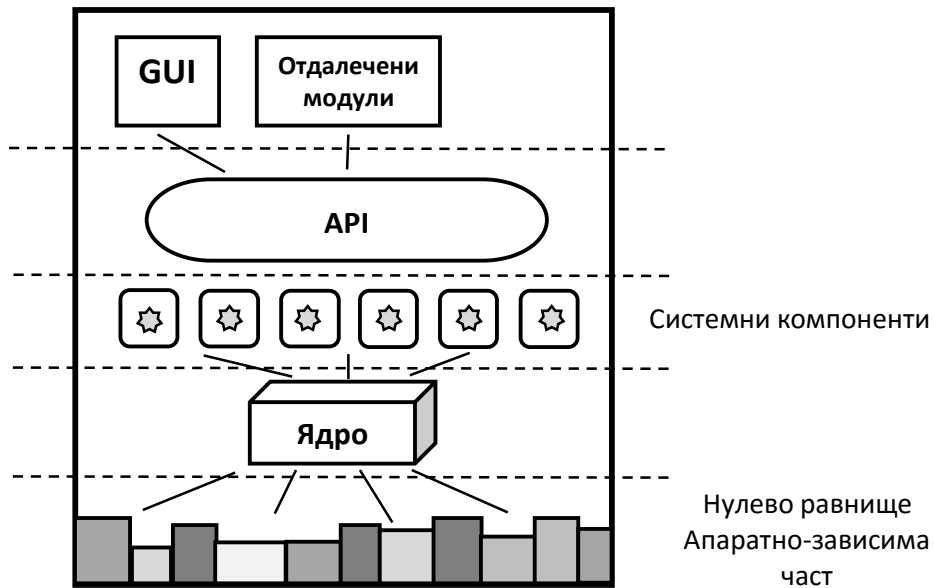 GUI
Отдалечени
модули
API
Системни компоненти
Ядро
Нулево равнище
Апаратно-зависима
част